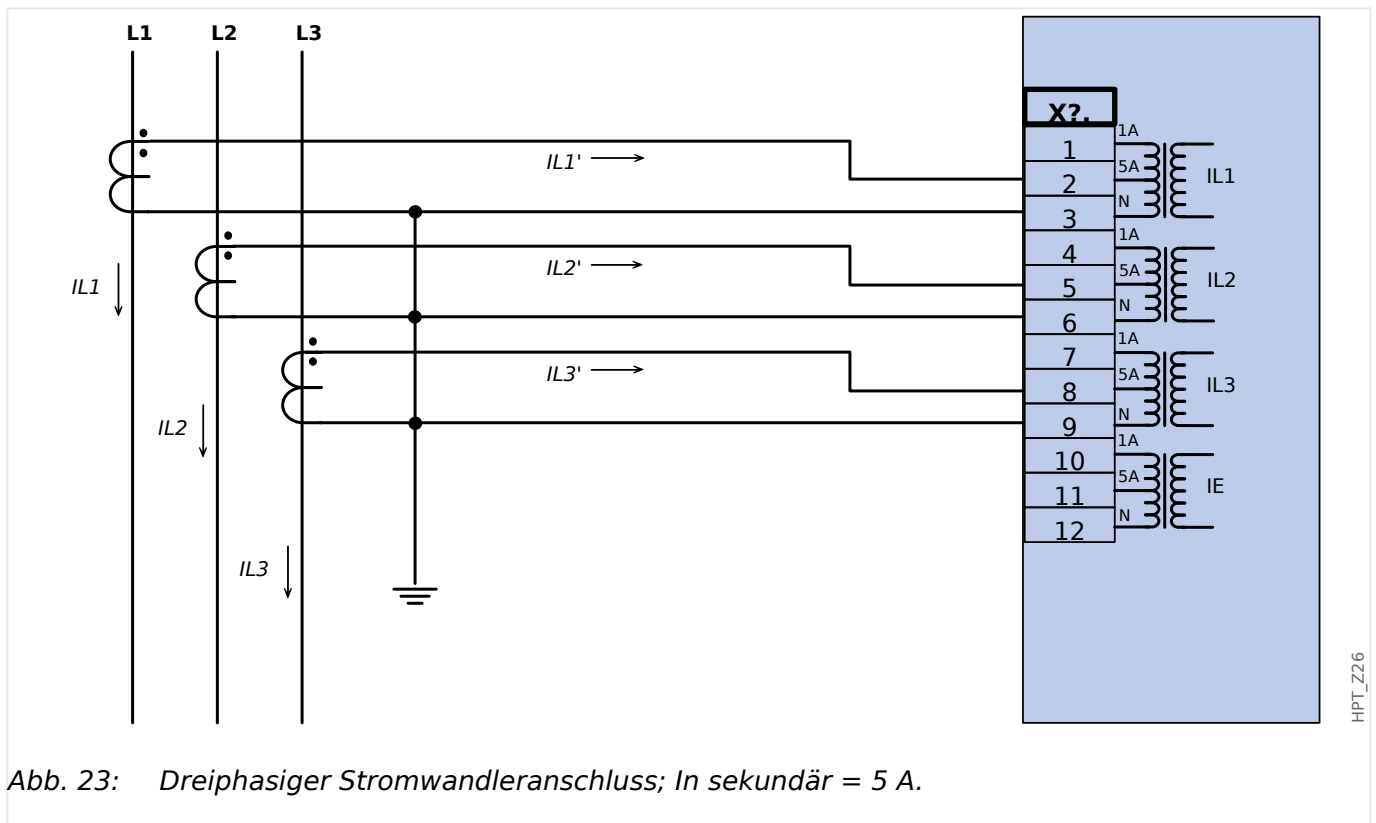 L1 L2 L3
X?.
1A
1
IL1'
5A
IL1
2
N
3
1A
4
IL2'
5A
IL2
IL1
5
N
6
1A
7
IL3'
5A
IL3
8
N
IL2
9
1A
10
5A
IE
11
N
12
IL3
HPT_Z26
Abb. 23: Dreiphasiger Stromwandleranschluss; In sekundär = 5 A.